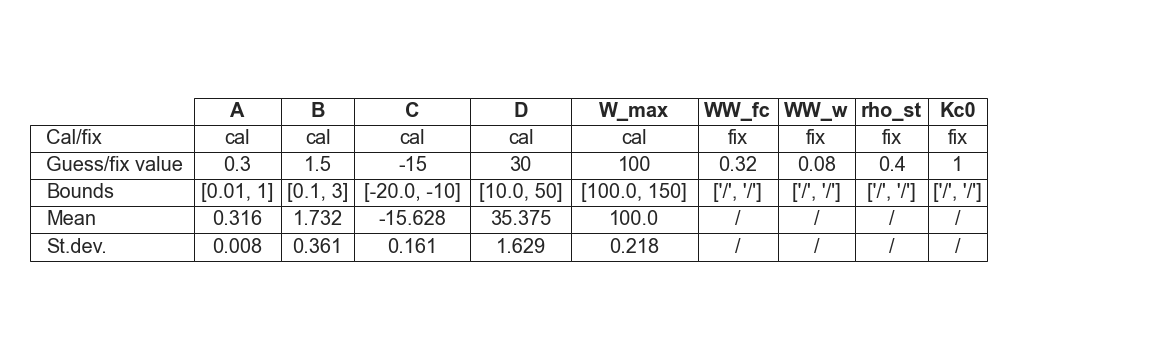 A B C D W_max WW_fc WW_w rho_st Kc0
Cal/fix cal cal cal cal cal fix fix fix fix
Guess/fix value 0.3 1.5 -15 30 100 0.32 0.08 0.4 1
Bounds [0.01, 1] [0.1, 3] [-20.0, -10] [10.0, 50] [100.0, 150] ['/', '/'] ['/', '/'] ['/', '/'] ['/', '/']
Mean 0.316 1.732 -15.628 35.375 100.0 / / / /
St.dev. 0.008 0.361 0.161 1.629 0.218 / / / /